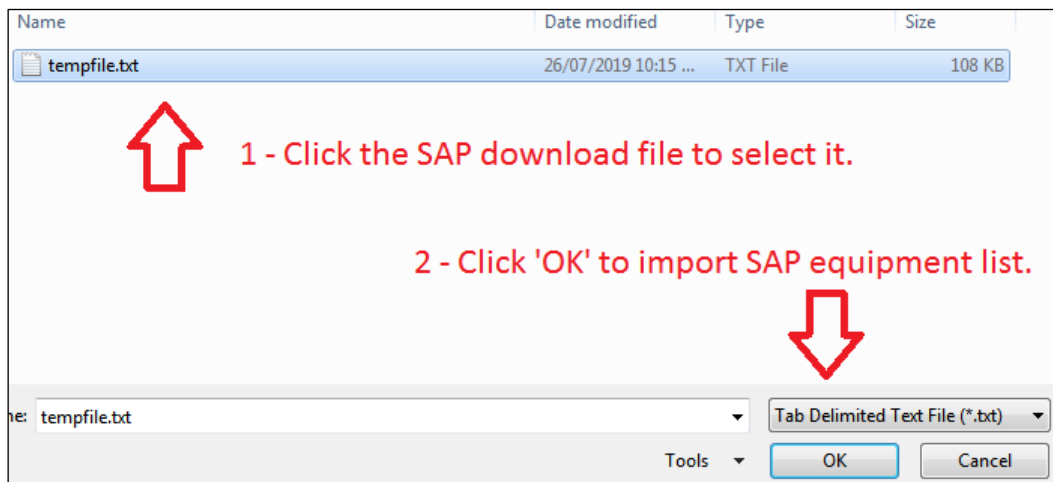 Name Date modified Type Size
tempfile.txt 26/07/2019 10:15 ... TXT File 108 KB
1 - Click the SAP download file to select it.
2 - Click 'OK' to import SAP equipment list.
ne: tempfile.txt Tab Delimited Text File (*.txt)
Tools OK Cancel